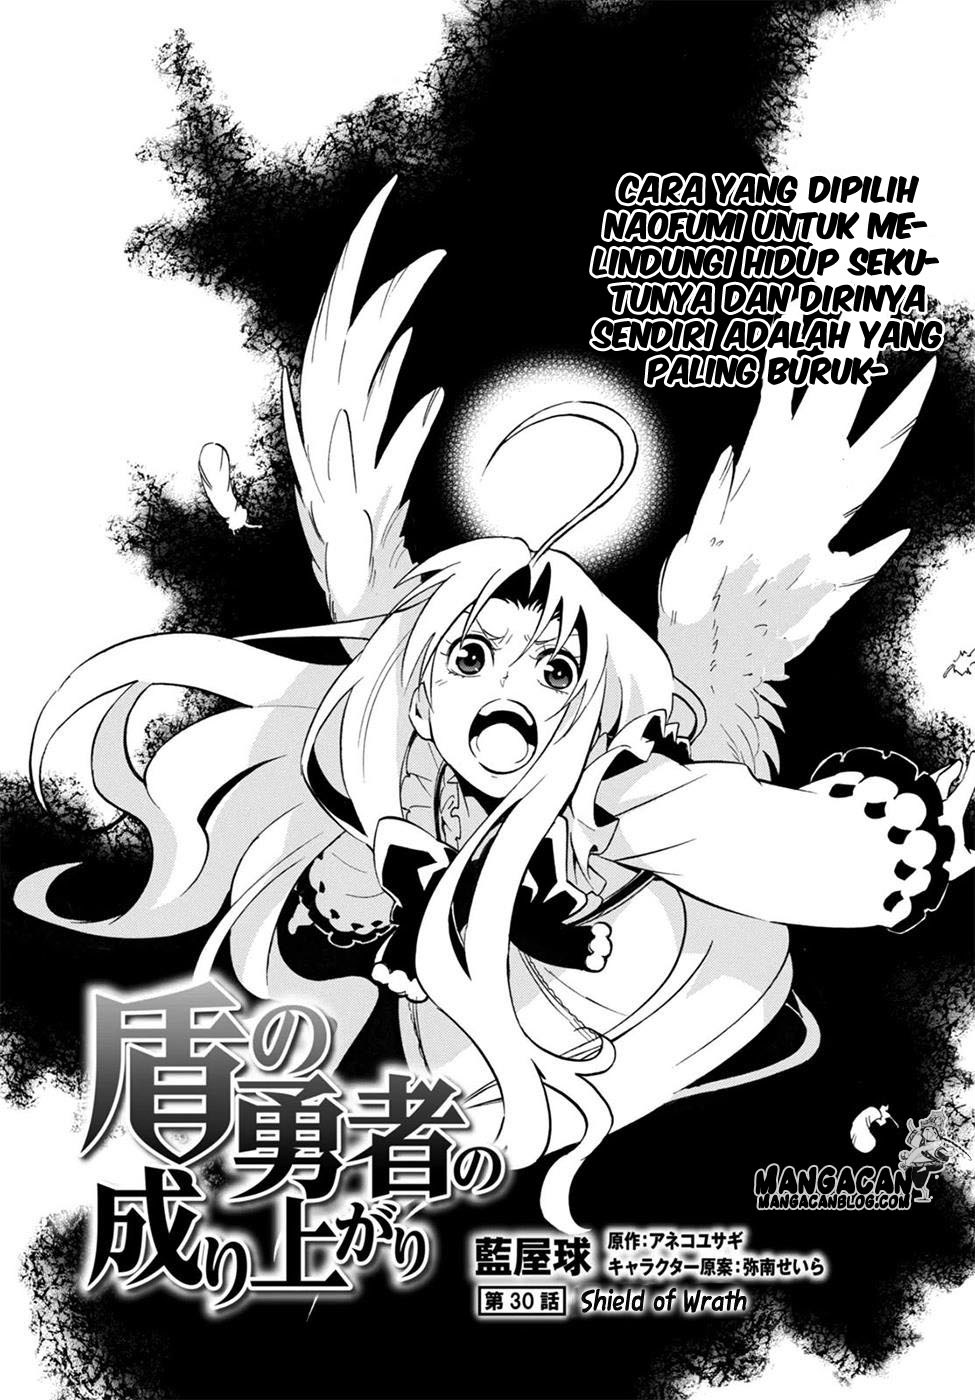 CARA YANG DIPILIH
NAOFUMI UNTUK ME-
LINDUNGI HIDUP SEKU-
TUNYA DAN DIRINYA
SENDIRI ADALAH YANG
PALING BURUK-
盾の
勇者の
成り上がり
MANGACAN
MANGACANBLOG.COM
藍屋球
原作:アネコユサギ
キャラクター原案:弥南せいら
第30話 Shield of Wrath